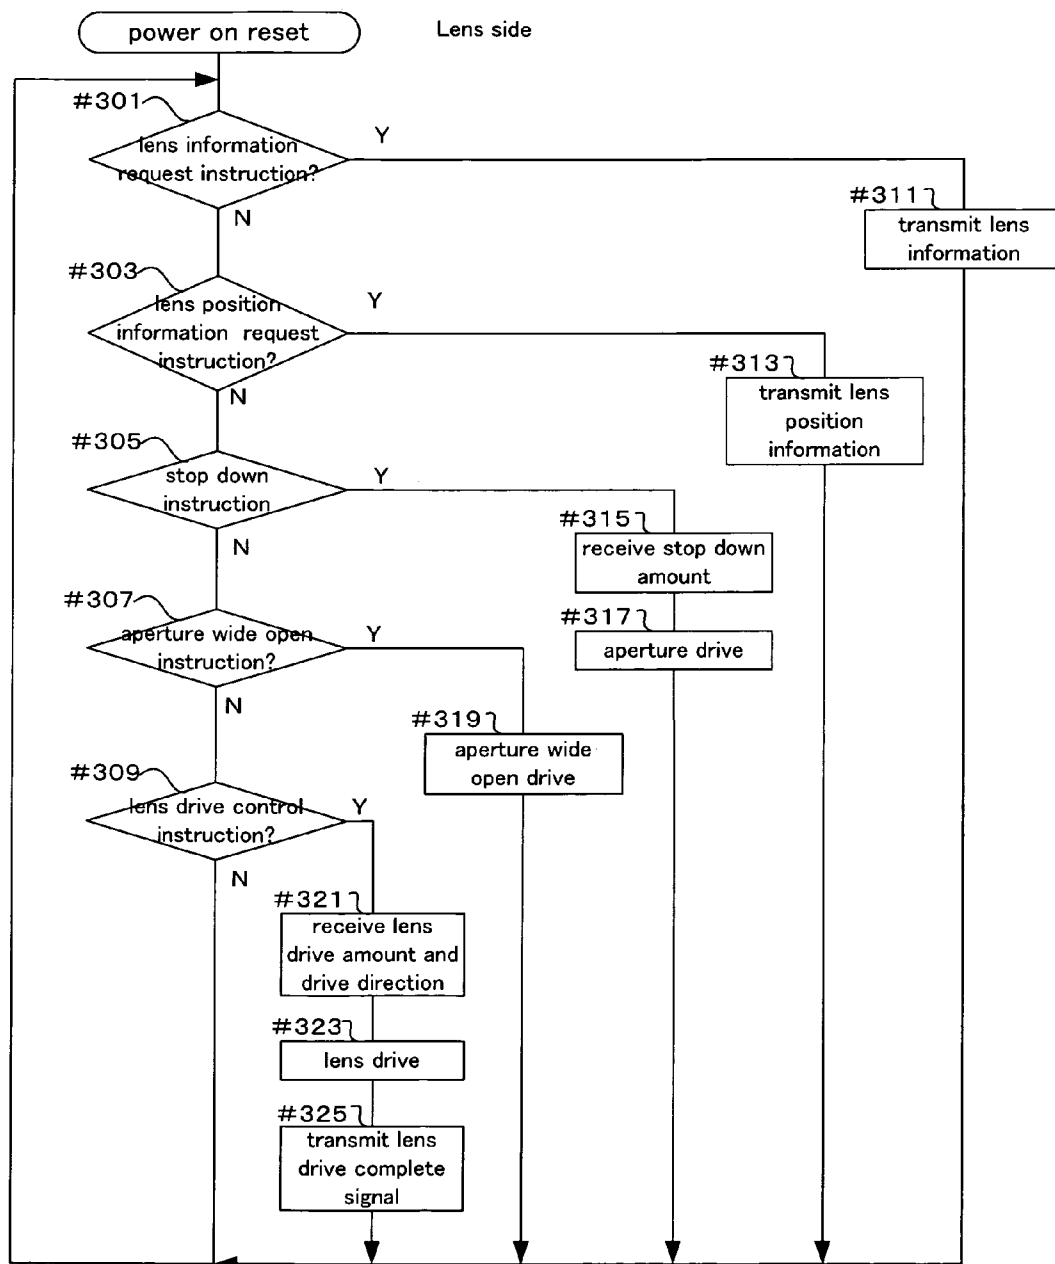 power on reset
Lens side
#301
lens information
request instruction?
Y
N
#311
transmit lens
information
#303
lens position
information request
instruction?
Y
N
#313
transmit lens
position
information
#305
stop down
instruction
Y
N
#315
receive stop down
amount
#317
aperture drive
#307
aperture wide open
instruction?
Y
N
#319
aperture wide
open drive
#309
lens drive control
instruction?
Y
N
#321
receive lens
drive amount and
drive direction
#323
lens drive
#325
transmit lens
drive complete
signal